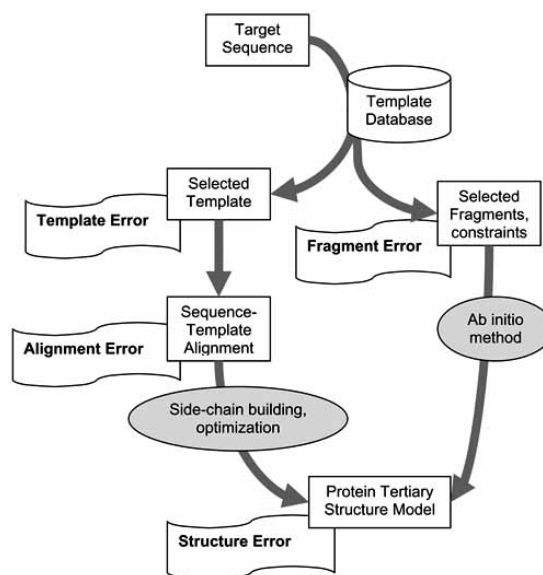 Target
Sequence
Template
Database
Selected
Template
Template Error
Selected
Fragments,
constraints
Fragment Error
Sequence-
Template
Alignment
Alignment Error
Ab initio
method
Side-chain building,
optimization
Protein Tertiary
Structure Model
Structure Error